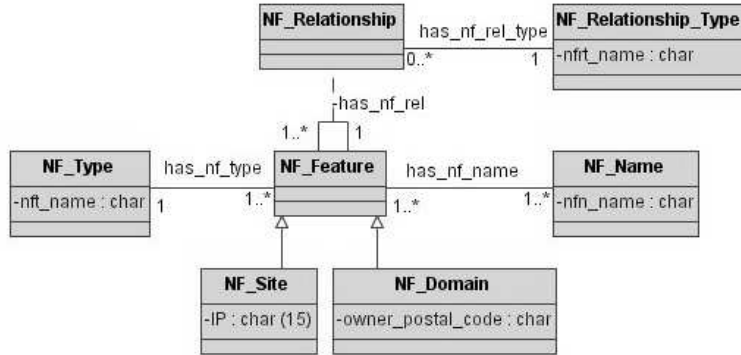 NF_Relationship
NF_Relationship_Type
has_nf_rel_type
0..*
1
-nfrt_name : char
-has_nf_rel
1..*
1
NF_Type
has_nf_type
NF_Feature
has_nf_name
NF_Name
-nft_name : char
1
1..*
1..*
1..*
-nfn_name : char
NF_Site
NF_Domain
-IP : char (15)
-owner_postal_code : char